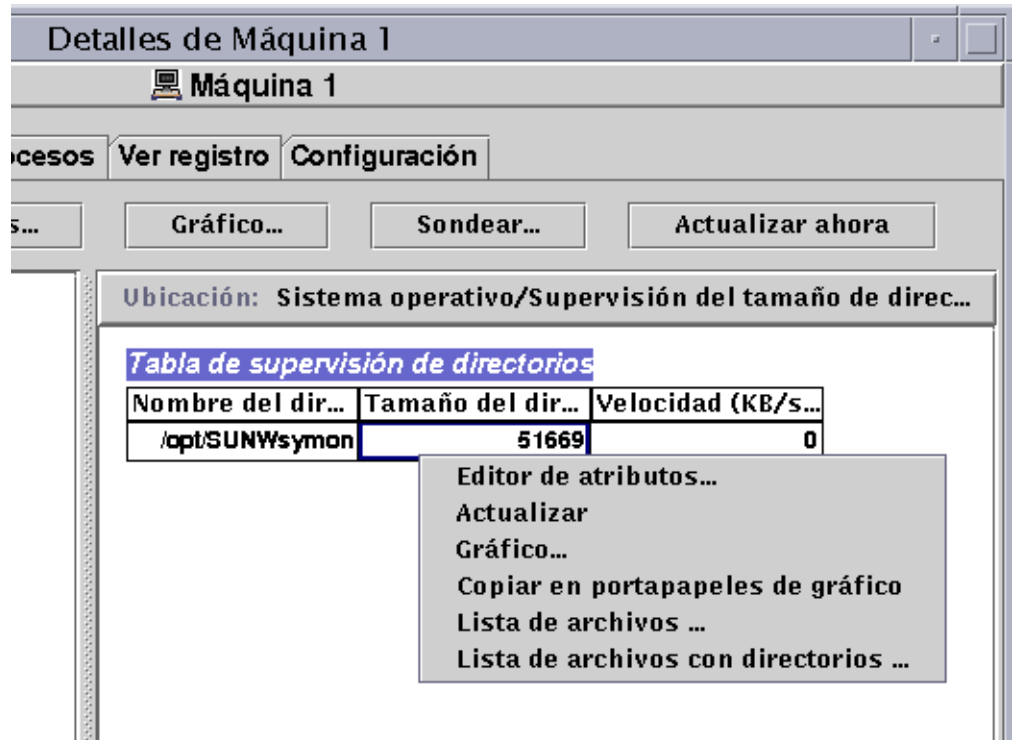 Detalles de Máquina 1
Máquina 1
ocesos Ver registro Configuración
s... Gráfico... Sondear... Actualizar ahora
Ubicación: Sistema operativo/Supervisión del tamaño de direc...
Tabla de supervisión de directorios
Nombre del dir... Tamaño del dir... Velocidad (KB/s...
/opt/SUNWsymon 51669 0
Editor de atributos...
Actualizar
Gráfico...
Copiar en portapapeles de gráfico
Lista de archivos ...
Lista de archivos con directorios ...